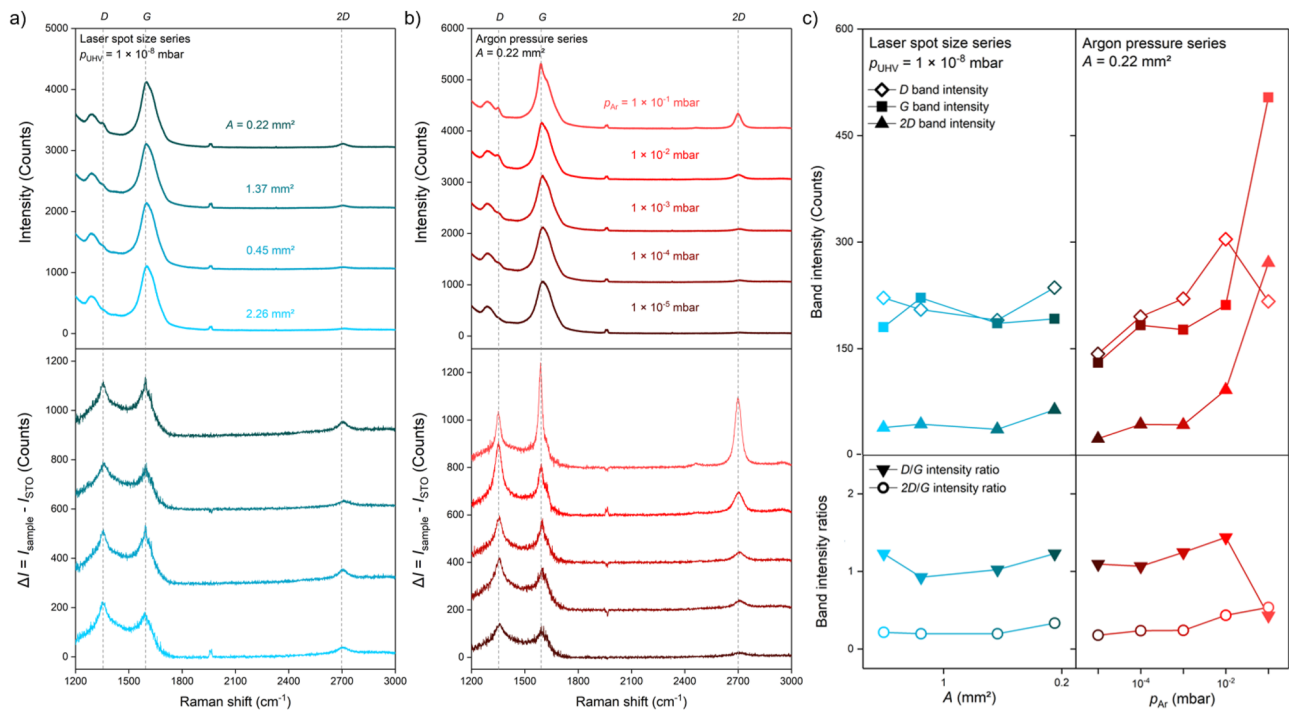 a)
D
G
2D
Laser spot size series
pUHV = 1 × 10⁻⁸ mbar
5000
4000
3000
2000
1000
0
Intensity (Counts)
A = 0.22 mm²
1.37 mm²
0.45 mm²
2.26 mm²
1200
1000
800
600
400
200
0
ΔI = Isample - ISTO (Counts)
1200
1500
1800
2100
2400
2700
3000
Raman shift (cm⁻¹)
b)
D
G
2D
Argon pressure series
A = 0.22 mm²
6000
5000
4000
3000
2000
1000
0
Intensity (Counts)
pAr = 1 × 10⁻¹ mbar
1 × 10⁻² mbar
1 × 10⁻³ mbar
1 × 10⁻⁴ mbar
1 × 10⁻⁵ mbar
1200
1000
800
600
400
200
0
ΔI = Isample - ISTO (Counts)
1200
1500
1800
2100
2400
2700
3000
Raman shift (cm⁻¹)
c)
600
450
300
150
0
Band intensity (Counts)
Laser spot size series
pUHV = 1 × 10⁻⁸ mbar
D band intensity
G band intensity
2D band intensity
Argon pressure series
A = 0.22 mm²
2
1
0
Band intensity ratios
D/G intensity ratio
2D/G intensity ratio
1
0.2
A (mm²)
10⁻⁴
10⁻²
pAr (mbar)